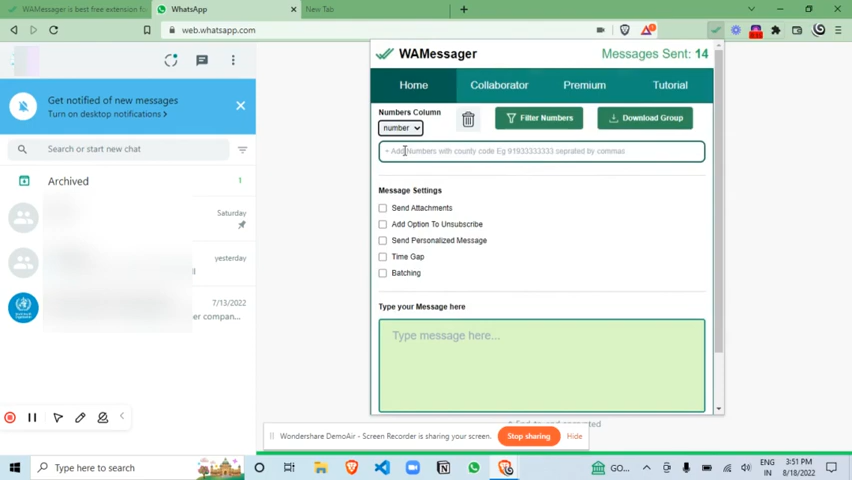 WAMessager is best free extension fo
WhatsApp
New Tab
web.whatsapp.com
WAMessager
Messages Sent: 14
Home
Collaborator
Premium
Tutorial
Get notified of new messages
Turn on desktop notifications >
Numbers Column
number
Filter Numbers
Download Group
Search or start new chat
+ Add Numbers with county code Eg 91933333333 seprated by commas
Archived
1
Message Settings
Saturday
Send Attachments
Add Option To Unsubscribe
Send Personalized Message
yesterday
Time Gap
Batching
7/13/2022
er compan...
Type your Message here
Type message here...
Wondershare DemoAir - Screen Recorder is sharing your screen.
Stop sharing
Hide
Type here to search
GO...
ENG
IN
3:51 PM
8/18/2022